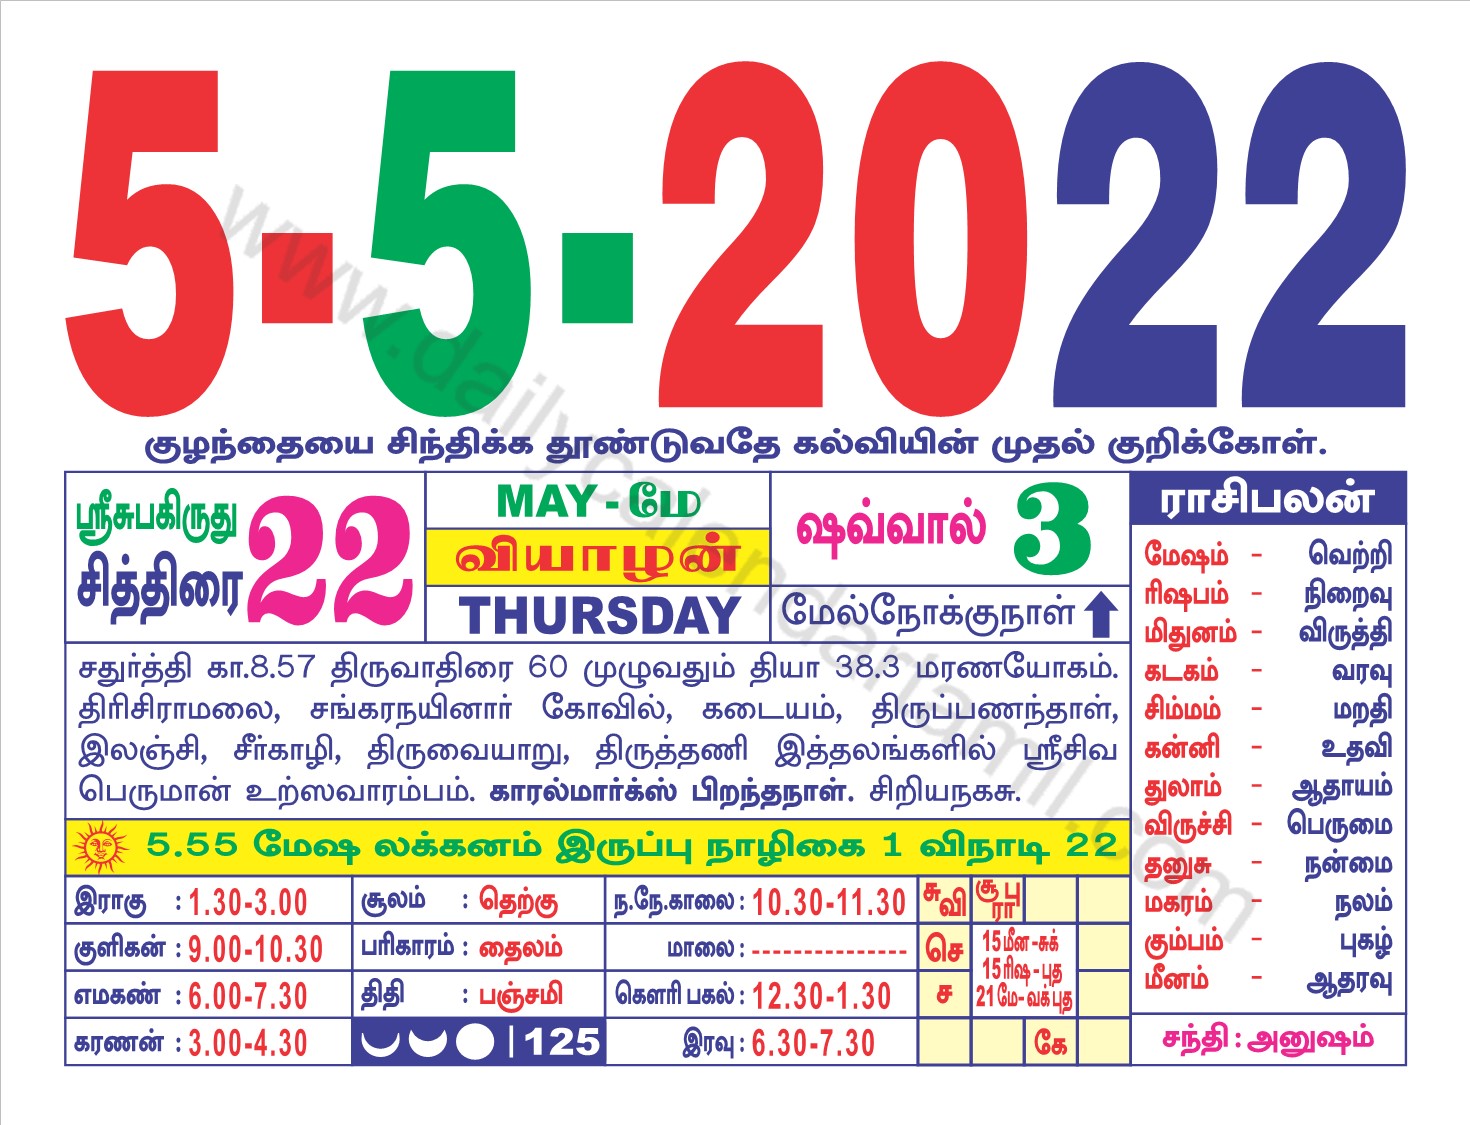 5-5-2022
குழந்தையை சிந்திக்க தூண்டுவதே கல்வியின் முதல் குறிக்கோள்.
ஸ்ரீசுபகிருது
சித்திரை 22
MAY - மே
வியாழன்
THURSDAY
ஷவ்வால் 3
மேல்நோக்குநாள்
சதுர்த்தி கா.8.57 திருவாதிரை 60 முழுவதும் தியா 38.3 மரணயோகம்.
திரிசிராமலை, சங்கரநயினார் கோவில், கடையம், திருப்பணந்தாள்,
இலஞ்சி, சீர்காழி, திருவையாறு, திருத்தணி இத்தலங்களில் ஸ்ரீசிவ
பெருமான் உற்ஸவாரம்பம். காரல்மார்க்ஸ் பிறந்தநாள். சிறியநகசு.
5.55 மேஷ லக்கனம் இருப்பு நாழிகை 1 விநாடி 22
இராகு : 1.30-3.00
குளிகன் : 9.00-10.30
எமகண் : 6.00-7.30
கரணன் : 3.00-4.30
சூலம் : தெற்கு
பரிகாரம் : தைலம்
திதி : பஞ்சமி
125
ந.நே.காலை : 10.30-11.30
மாலை : ---------------
கௌரி பகல் : 12.30-1.30
இரவு : 6.30-7.30
சு வி
சூ பு ரா
செ
ச
15 மீன - சுக்
15 ரிஷ - புத
21 மே - வக் புத
கே
ராசிபலன்
மேஷம் - வெற்றி
ரிஷபம் - நிறைவு
மிதுனம் - விருத்தி
கடகம் - வரவு
சிம்மம் - மறதி
கன்னி - உதவி
துலாம் - ஆதாயம்
விருச்சி - பெருமை
தனுசு - நன்மை
மகரம் - நலம்
கும்பம் - புகழ்
மீனம் - ஆதரவு
சந்தி : அனுஷம்
www.dailycalendartamil.com